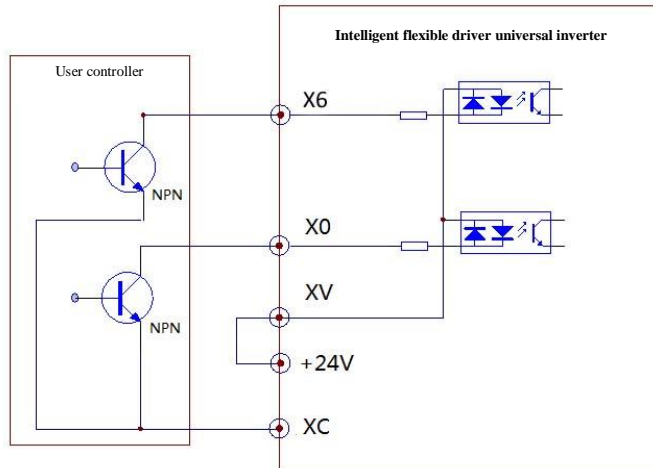 Intelligent flexible driver universal inverter
User controller
X6
NPN
X0
XV
NPN
+24V
XC